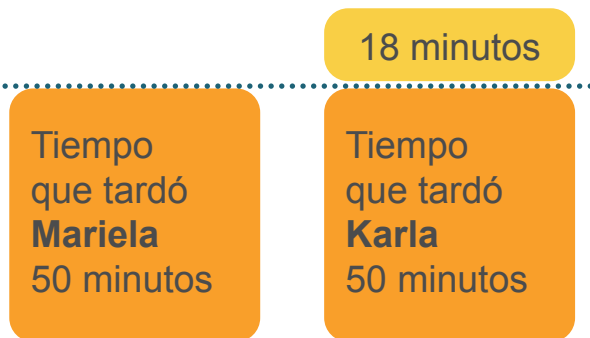 18 minutos
Tiempo
que tardó
Mariela
50 minutos
Tiempo
que tardó
Karla
50 minutos